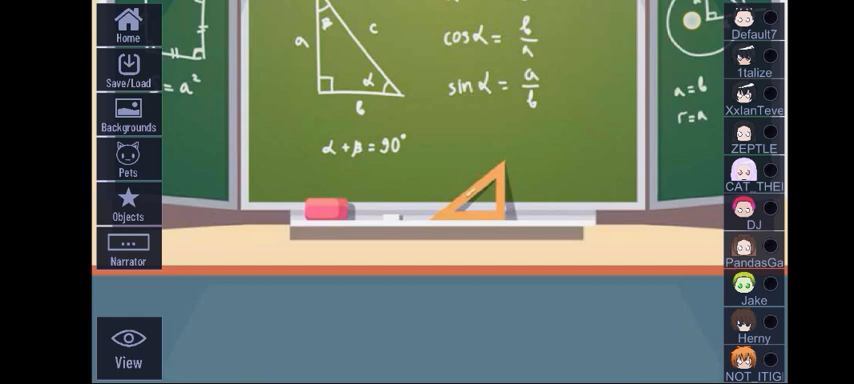 Home
Save/Load
Backgrounds
Pets
Objects
Narrator
View
= a²
a
β
c
α
b
α + β = 90°
cos α = b/
sin α = a/b
a = b
r = a
Default7
1talize
XxIanTeve
ZEPTLE
CAT_THE
DJ
PandasGa
Jake
Herny
NOT_ITIG